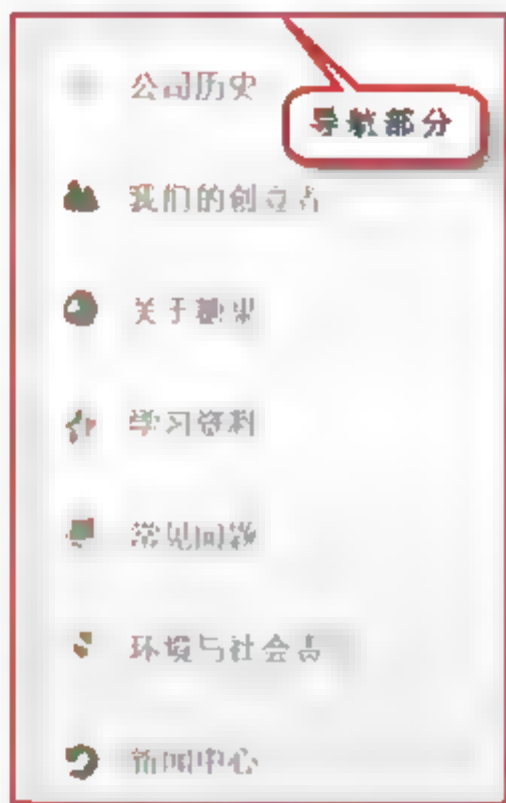 公司历史
导航部分
我们的创立者
关于
学习资料
常见问题
环境与社会
新闻中心